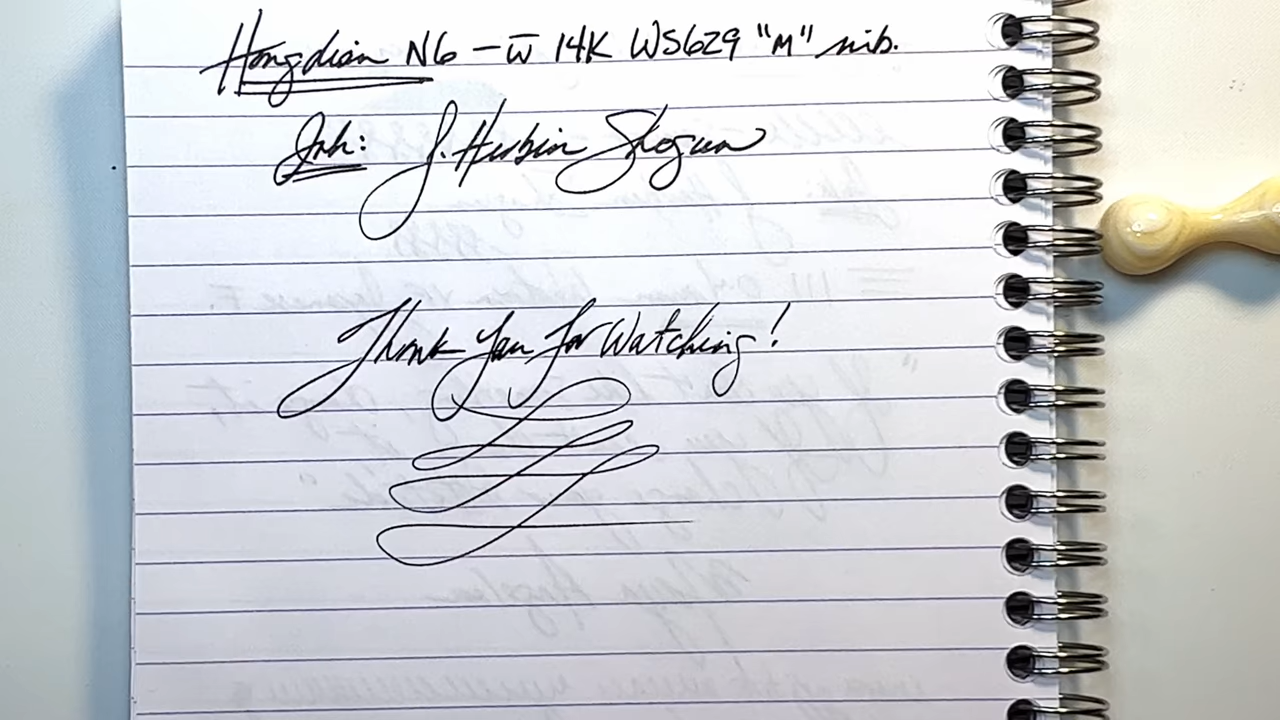 Hongdian N6 – w̅ 14K WS629 "M" nib.
Ink: J. Herbin Shogun
Thank You For Watching!